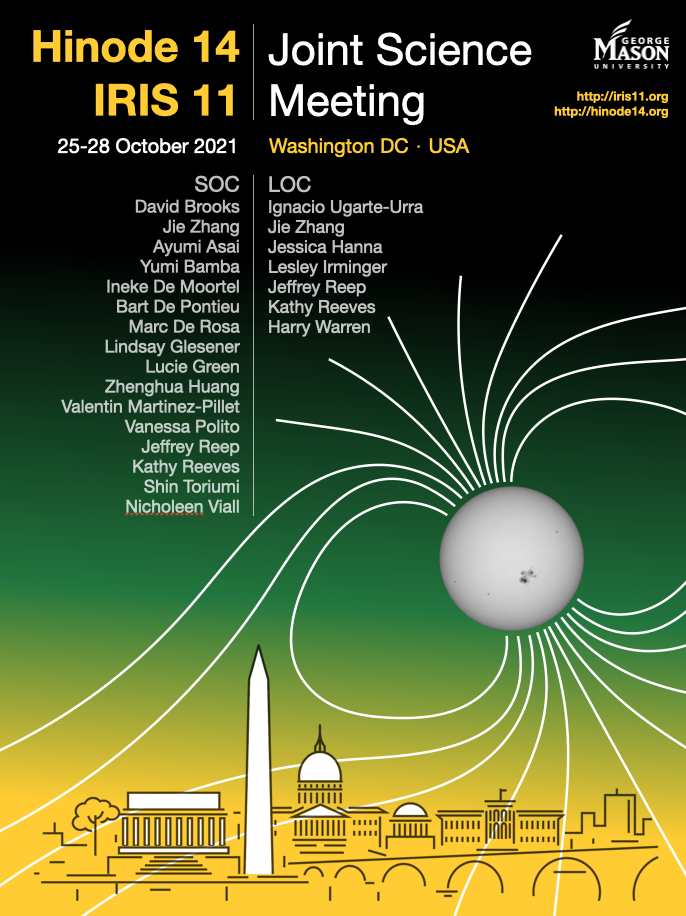 Hinode 14
IRIS 11
Joint Science
Meeting
GEORGE
MASON
UNIVERSITY
http://iris11.org
http://hinode14.org
25-28 October 2021
Washington DC · USA
SOC
David Brooks
Jie Zhang
Ayumi Asai
Yumi Bamba
Ineke De Moortel
Bart De Pontieu
Marc De Rosa
Lindsay Glesener
Lucie Green
Zhenghua Huang
Valentin Martinez-Pillet
Vanessa Polito
Jeffrey Reep
Kathy Reeves
Shin Toriumi
Nicholeen Viall
LOC
Ignacio Ugarte-Urra
Jie Zhang
Jessica Hanna
Lesley Irminger
Jeffrey Reep
Kathy Reeves
Harry Warren